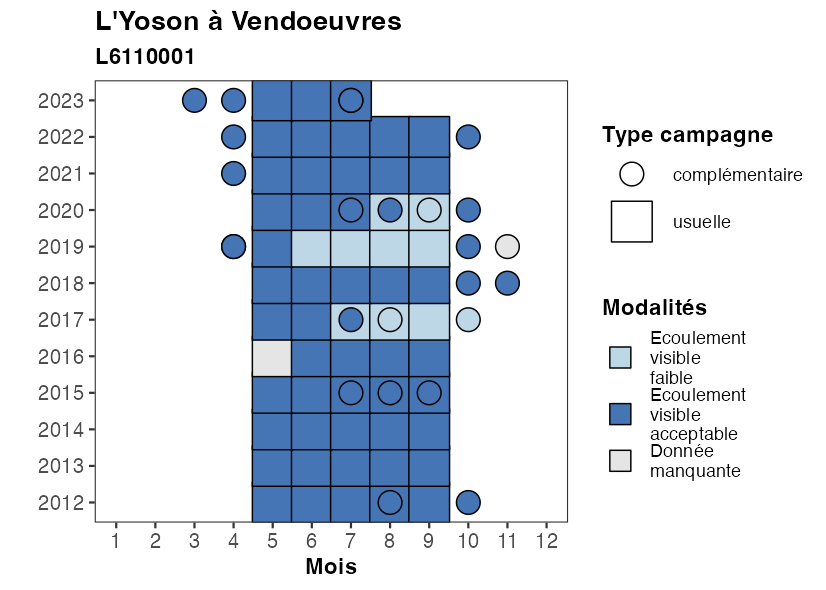 L'Yoson à Vendoeuvres
L6110001
2023
2022
2021
2020
2019
2018
2017
2016
2015
2014
2013
2012
1 2 3 4 5 6 7 8 9 10 11 12
Mois
Type campagne
complémentaire
usuelle
Modalités
Ecoulement
visible
faible
Ecoulement
visible
acceptable
Donnée
manquante